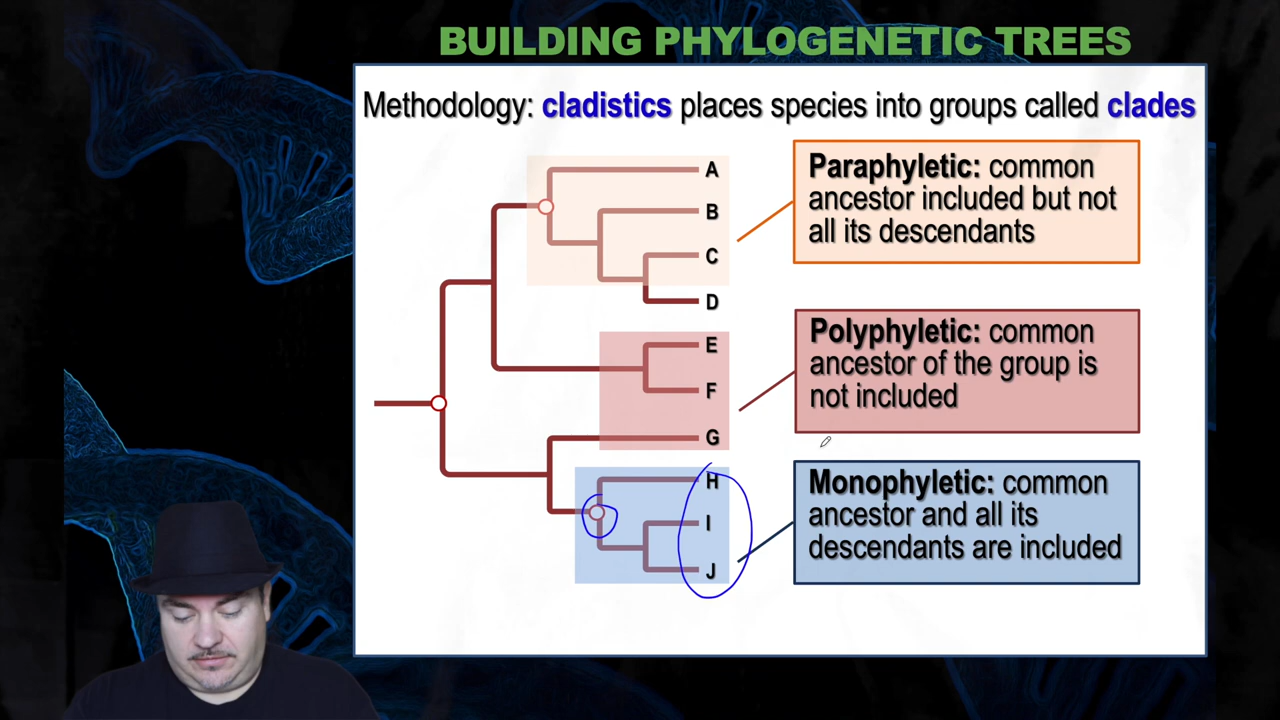 BUILDING PHYLOGENETIC TREES
Methodology: cladistics places species into groups called clades
A
B
C
D
E
F
G
H
I
J
Paraphyletic: common
ancestor included but not
all its descendants
Polyphyletic: common
ancestor of the group is
not included
Monophyletic: common
ancestor and all its
descendants are included